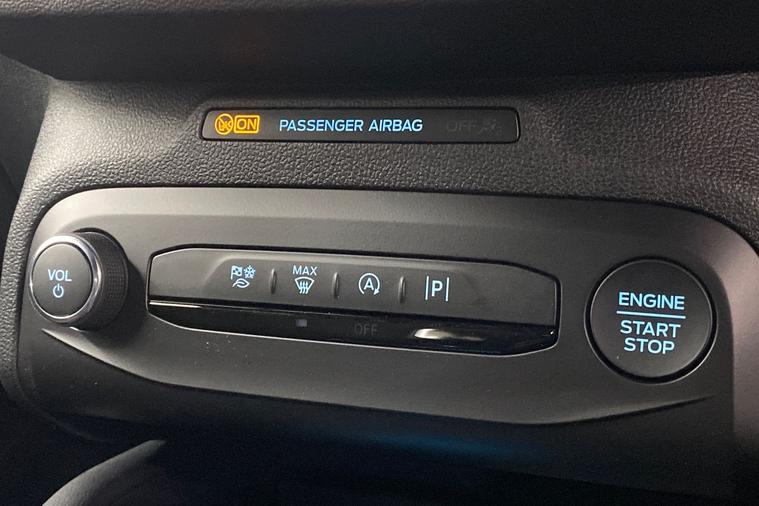 ON PASSENGER AIRBAG OFF
VOL
MAX
A
P
OFF
ENGINE
START
STOP